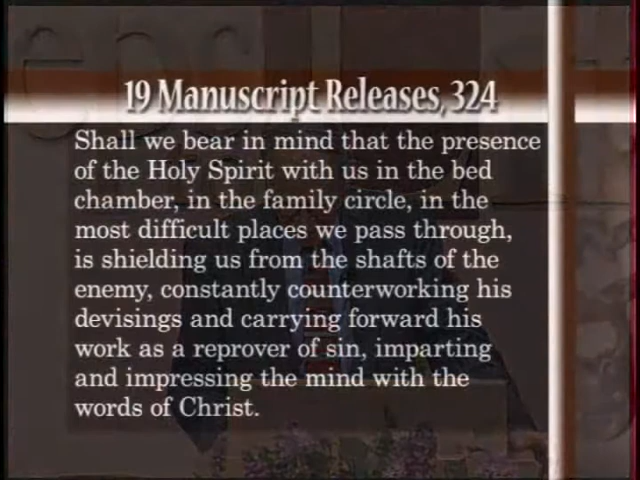 19 Manuscript Releases, 324
Shall we bear in mind that the presence
of the Holy Spirit with us in the bed
chamber, in the family circle, in the
most difficult places we pass through,
is shielding us from the shafts of the
enemy, constantly counterworking his
devisings and carrying forward his
work as a reprover of sin, imparting
and impressing the mind with the
words of Christ.